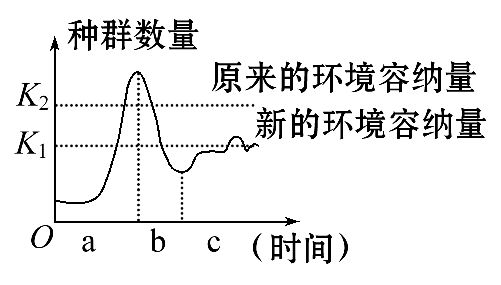 种群数量
原来的环境容纳量
K2
新的环境容纳量
K1
O a b c (时间)